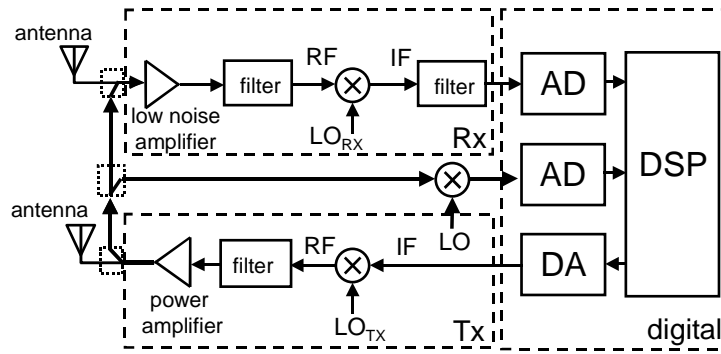 antenna
RF
IF
filter
filter
AD
low noise
amplifier
LO_RX
Rx
DSP
AD
antenna
LO
RF
IF
filter
DA
power
amplifier
LO_TX
Tx
digital